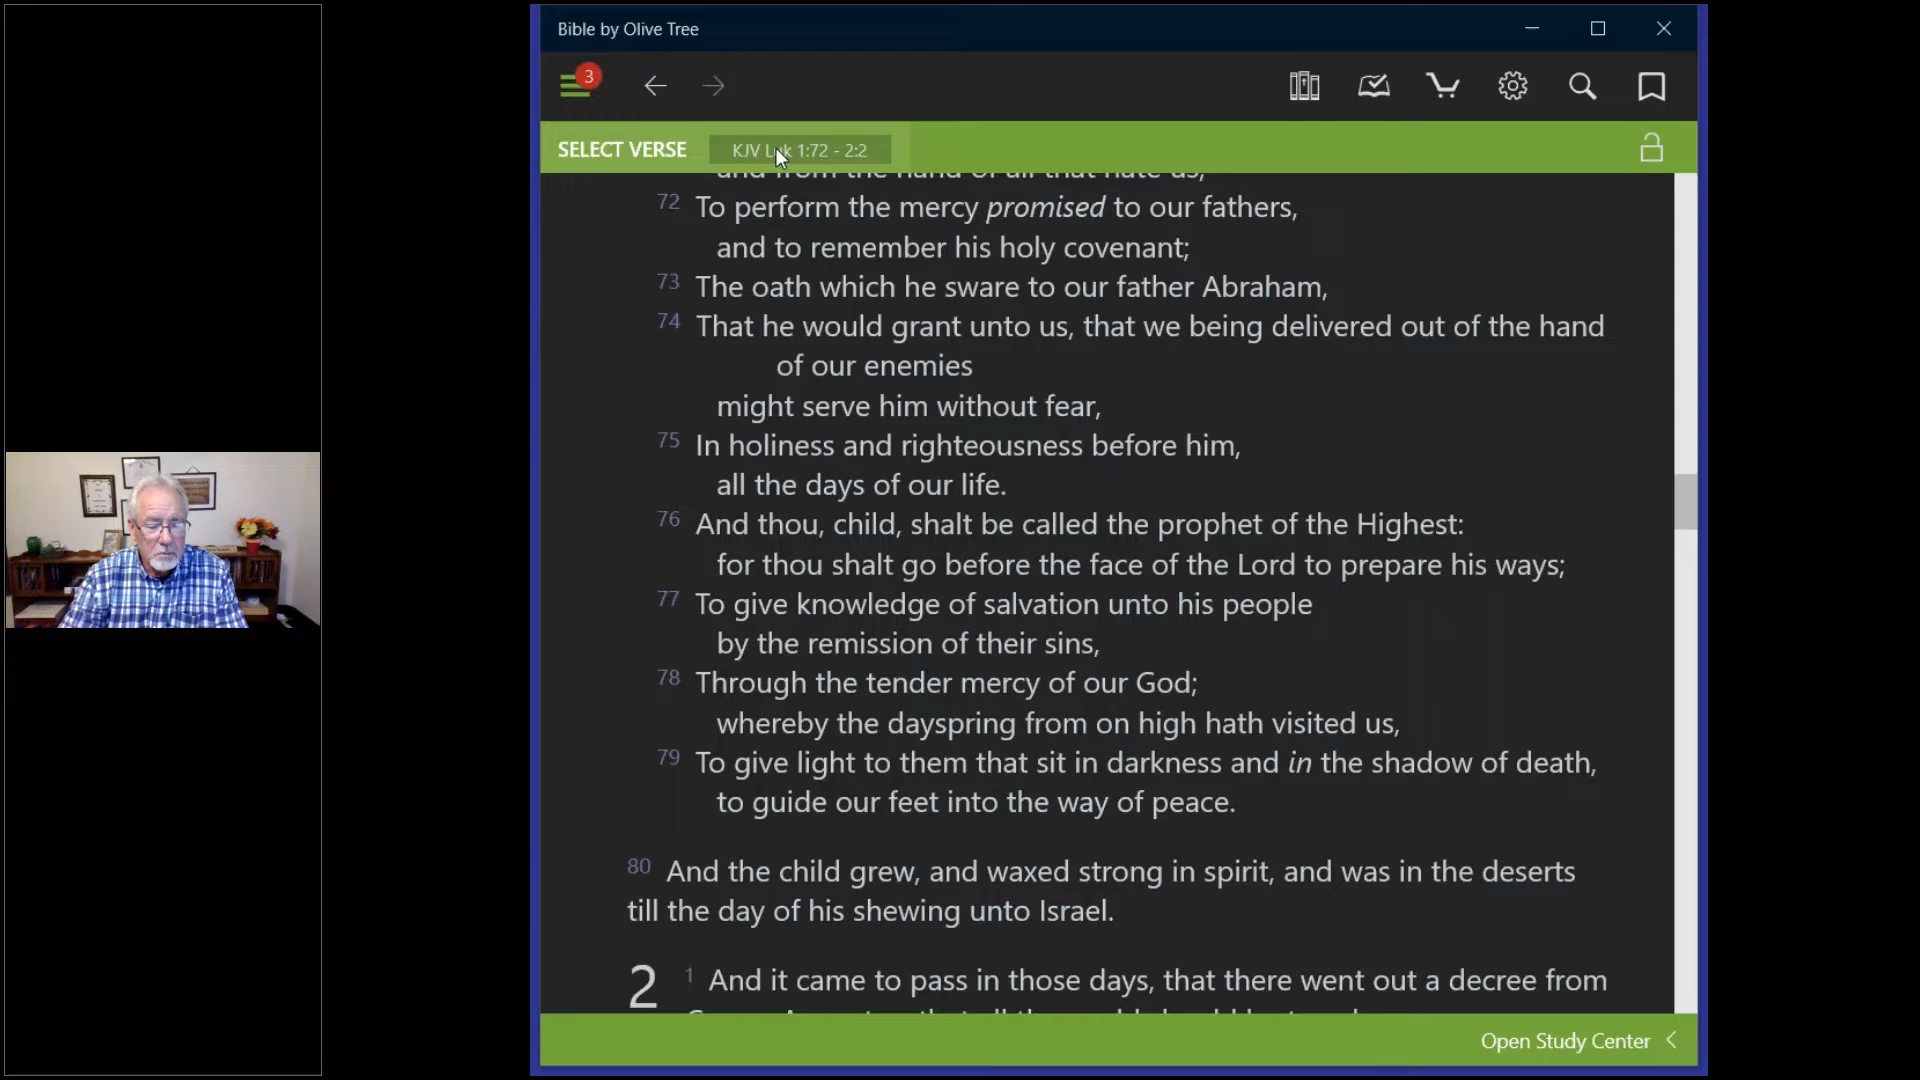 Bible by Olive Tree
3
SELECT VERSE
KJV Luk 1:72 - 2:2
and from the hand of all that hate us;
72 To perform the mercy promised to our fathers,
and to remember his holy covenant;
73 The oath which he sware to our father Abraham,
74 That he would grant unto us, that we being delivered out of the hand
of our enemies
might serve him without fear,
75 In holiness and righteousness before him,
all the days of our life.
76 And thou, child, shalt be called the prophet of the Highest:
for thou shalt go before the face of the Lord to prepare his ways;
77 To give knowledge of salvation unto his people
by the remission of their sins,
78 Through the tender mercy of our God;
whereby the dayspring from on high hath visited us,
79 To give light to them that sit in darkness and in the shadow of death,
to guide our feet into the way of peace.
80 And the child grew, and waxed strong in spirit, and was in the deserts
till the day of his shewing unto Israel.
2 1 And it came to pass in those days, that there went out a decree from
Open Study Center